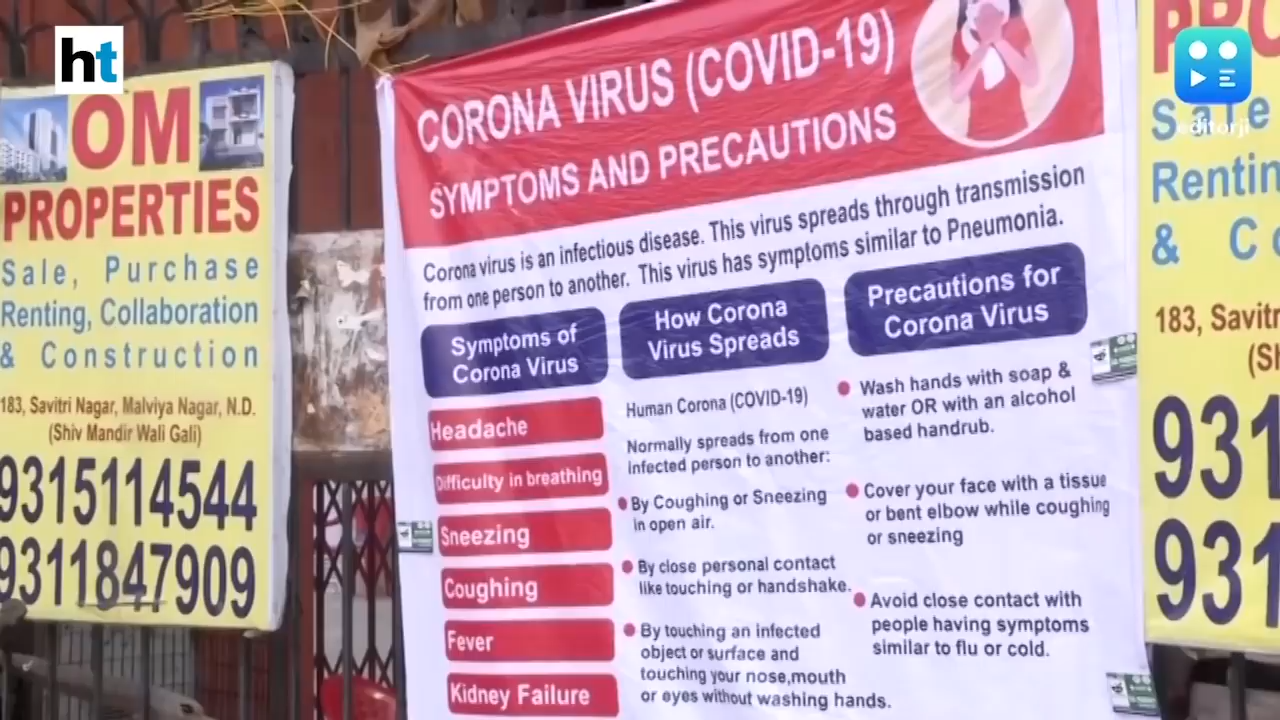 ht
OM
PROPERTIES
Sale, Purchase
Renting, Collaboration
& Construction
183, Savitri Nagar, Malviya Nagar, N.D.
(Shiv Mandir Wali Gali)
9315114544
9311847909
CORONA VIRUS (COVID-19)
SYMPTOMS AND PRECAUTIONS
Corona virus is an infectious disease. This virus spreads through transmission
from one person to another. This virus has symptoms similar to Pneumonia.
Symptoms of
Corona Virus
Headache
Difficulty in breathing
Sneezing
Coughing
Fever
Kidney Failure
How Corona
Virus Spreads
Human Corona (COVID-19)
Normally spreads from one
infected person to another:
By Coughing or Sneezing
in open air.
By close personal contact
like touching or handshake.
By touching an infected
object or surface and
touching your nose,mouth
or eyes without washing hands.
Precautions for
Corona Virus
Wash hands with soap &
water OR with an alcohol
based handrub.
Cover your face with a tissue
or bent elbow while coughing
or sneezing
Avoid close contact with
people having symptoms
similar to flu or cold.
editorji
Sale
Rentin
& Co
183, Savitr
(Sh
931
931